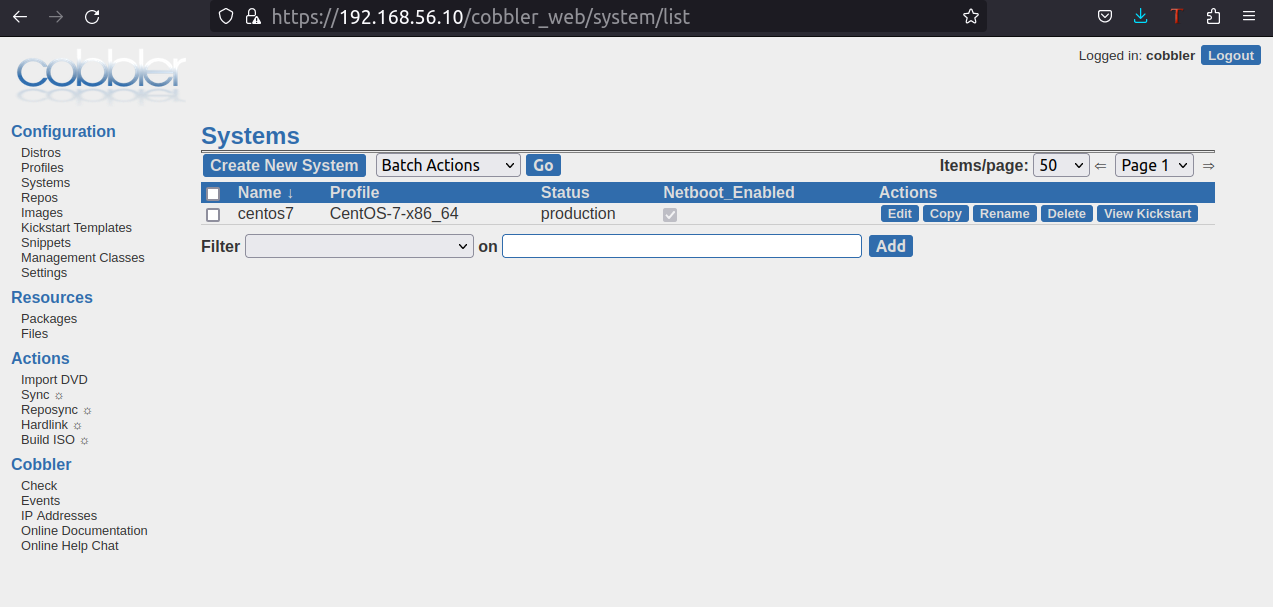 https://192.168.56.10/cobbler_web/system/list
cobbler
Logged in: cobbler Logout
Configuration
Distros
Profiles
Systems
Repos
Images
Kickstart Templates
Snippets
Management Classes
Settings
Resources
Packages
Files
Actions
Import DVD
Sync ☼
Reposync ☼
Hardlink ☼
Build ISO ☼
Cobbler
Check
Events
IP Addresses
Online Documentation
Online Help Chat
Systems
Create New System Batch Actions Go Items/page: 50 ⇐ Page 1 ⇒
Name ↓ Profile Status Netboot_Enabled Actions
centos7 CentOS-7-x86_64 production Edit Copy Rename Delete View Kickstart
Filter on Add